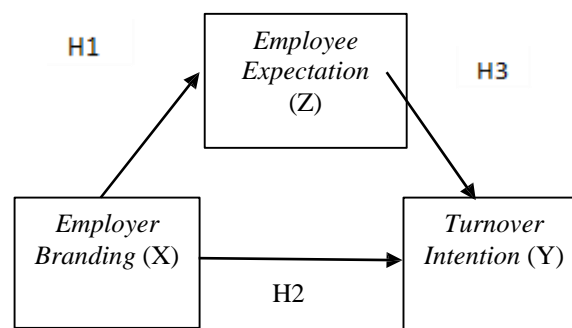 H1
Employee
Expectation
(Z)
H3
Employer
Branding (X)
Turnover
Intention (Y)
H2